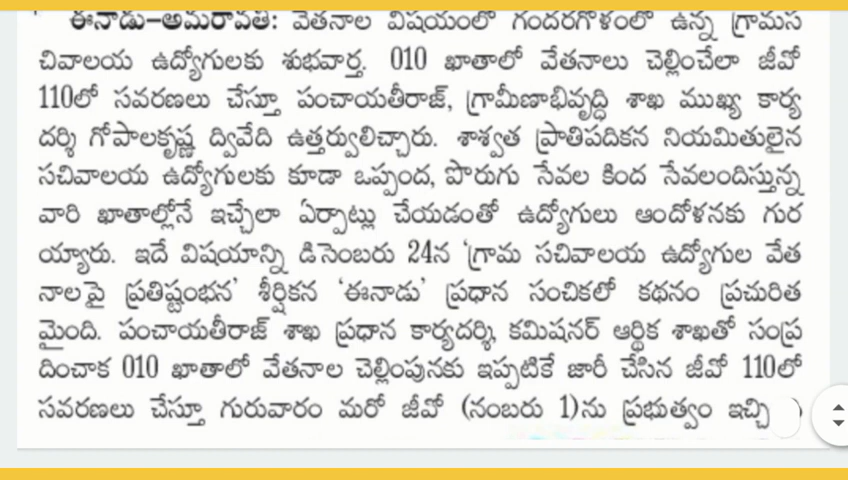 ఈనాడు-అమరావతి: వేతనాల విషయంలో గందరగోళంలో ఉన్న గ్రామస
చివాలయ ఉద్యోగులకు శుభవార్త. 010 ఖాతాలో వేతనాలు చెల్లించేలా జీవో
110లో సవరణలు చేస్తూ పంచాయతీరాజ్, గ్రామీణాభివృద్ధి శాఖ ముఖ్య కార్య
దర్శి గోపాలకృష్ణ ద్వివేది ఉత్తర్వులిచ్చారు. శాశ్వత ప్రాతిపదికన నియమితులైన
సచివాలయ ఉద్యోగులకు కూడా ఒప్పంద, పొరుగు సేవల కింద సేవలందిస్తున్న
వారి ఖాతాల్లోనే ఇచ్చేలా ఏర్పాట్లు చేయడంతో ఉద్యోగులు ఆందోళనకు గుర
య్యారు. ఇదే విషయాన్ని డిసెంబరు 24న ‘గ్రామ సచివాలయ ఉద్యోగుల వేత
నాలపై ప్రతిష్టంభన’ శీర్షికన ‘ఈనాడు’ ప్రధాన సంచికలో కథనం ప్రచురిత
మైంది. పంచాయతీరాజ్ శాఖ ప్రధాన కార్యదర్శి, కమిషనర్ ఆర్థిక శాఖతో సంప్ర
దించాక 010 ఖాతాలో వేతనాల చెల్లింపునకు ఇప్పటికే జారీ చేసిన జీవో 110లో
సవరణలు చేస్తూ గురువారం మరో జీవో (నంబరు 1)ను ప్రభుత్వం ఇచ్చి